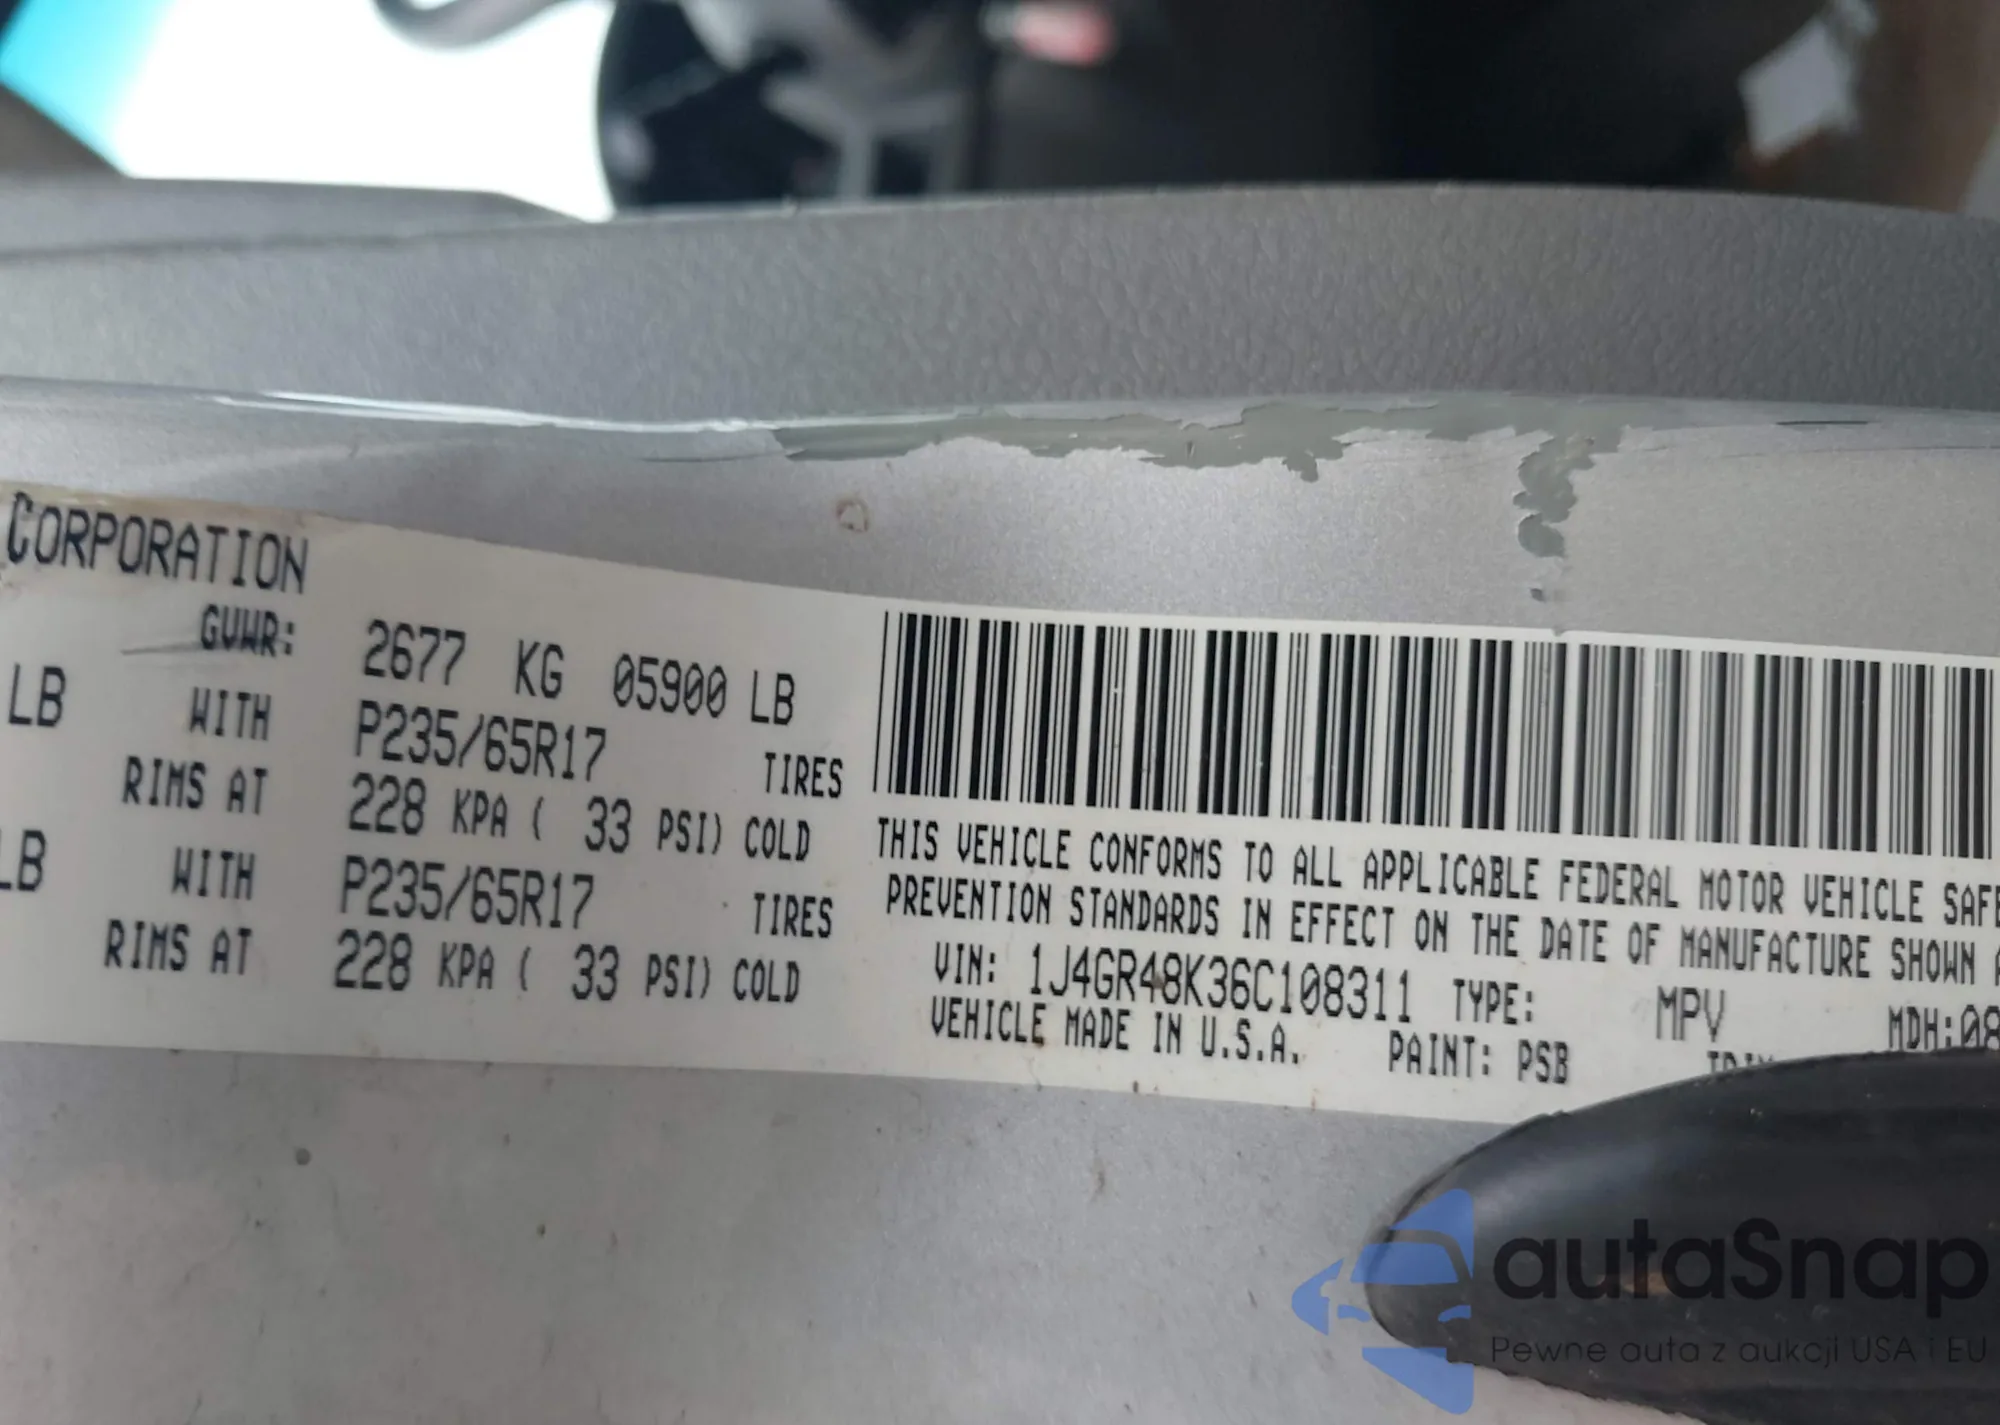 CORPORATION
GVWR: 2677 KG 05900 LB
LB WITH P235/65R17 TIRES
RIMS AT 228 KPA ( 33 PSI) COLD
LB WITH P235/65R17 TIRES
RIMS AT 228 KPA ( 33 PSI) COLD
THIS VEHICLE CONFORMS TO ALL APPLICABLE FEDERAL MOTOR VEHICLE SAFE
PREVENTION STANDARDS IN EFFECT ON THE DATE OF MANUFACTURE SHOWN A
VIN: 1J4GR48K36C108311 TYPE: MPV MDH:08
VEHICLE MADE IN U.S.A. PAINT: PSB
autaSnap
Pewne auta z aukcji USA i EU